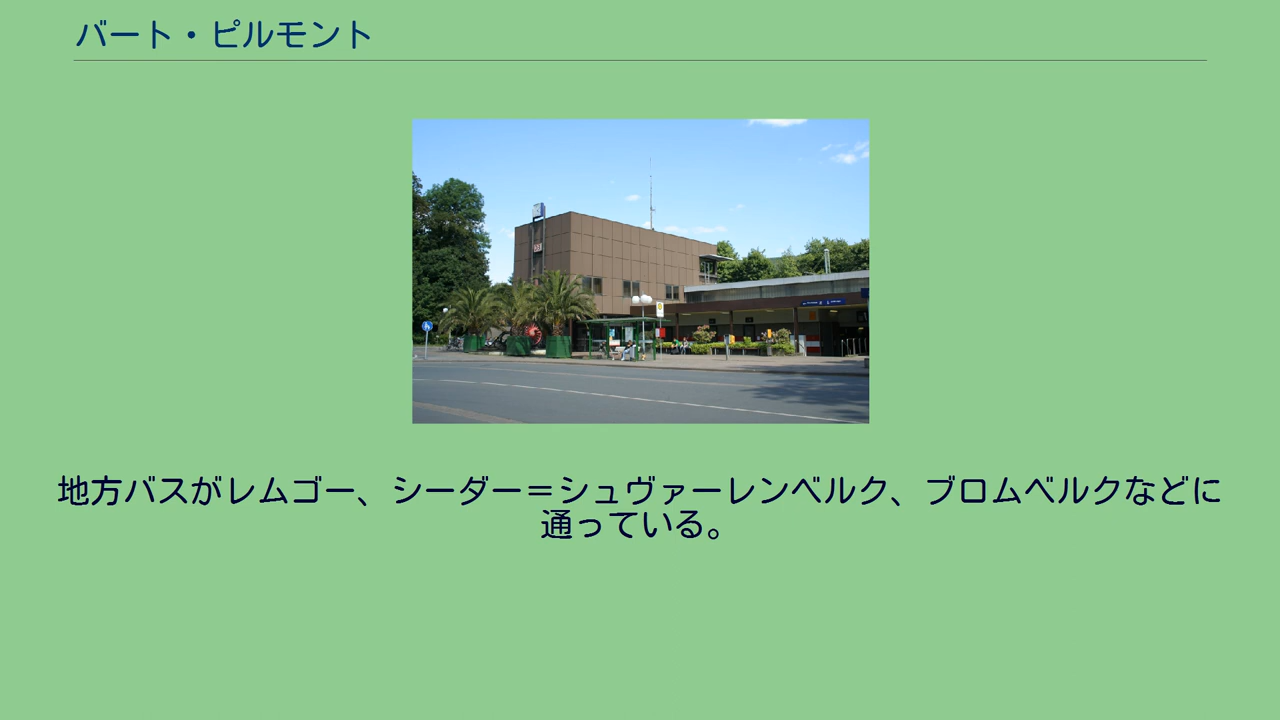 バート・ピルモント
地方バスがレムゴー、シーダー＝シュヴァーレンベルク、ブロムベルクなどに
通っている。